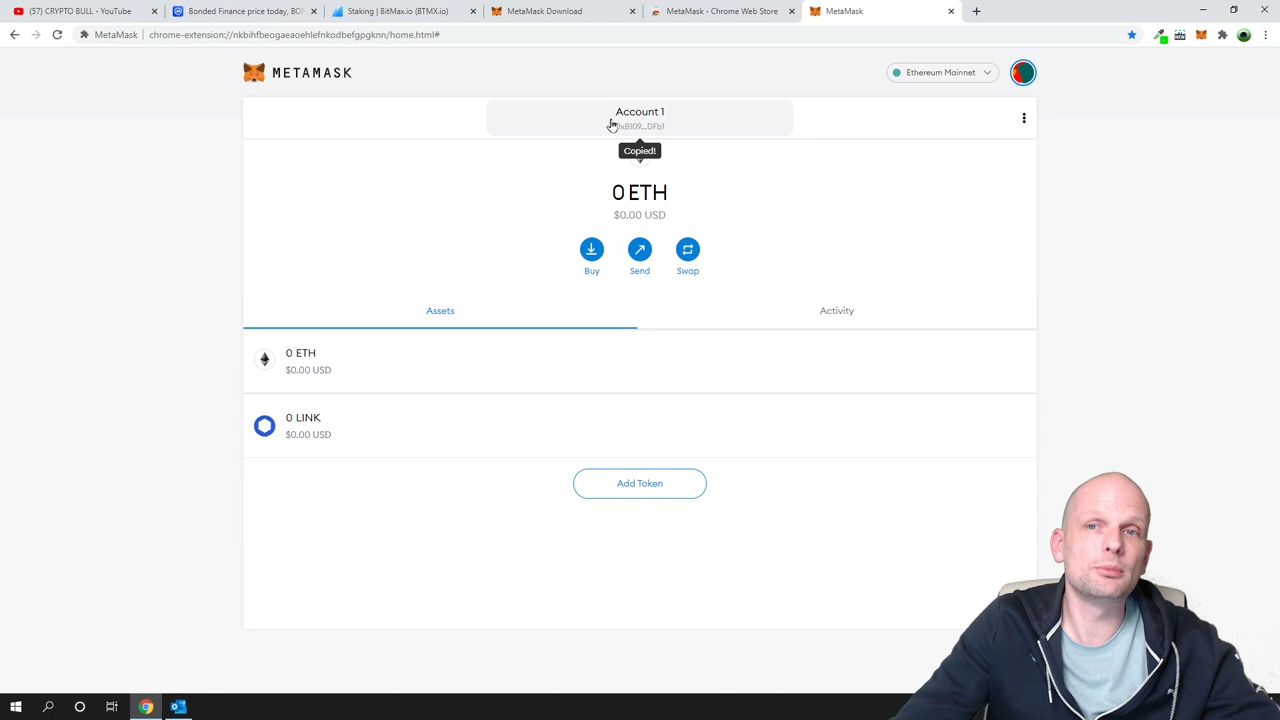 (57) CRYPTO BULL - YouTube
Bonded Finance price today, BO
Staking | BitMax.io (BTMX.io)
MetaMask Download
MetaMask - Chrome Web Store
MetaMask
MetaMask
chrome-extension://nkbihfbeogaeaoehlefnkodbefgpgknn/home.html#
METAMASK
Ethereum Mainnet
Account 1
0xB109...DFb1
Copied!
0 ETH
$0.00 USD
Buy
Send
Swap
Assets
Activity
0 ETH
$0.00 USD
0 LINK
$0.00 USD
Add Token